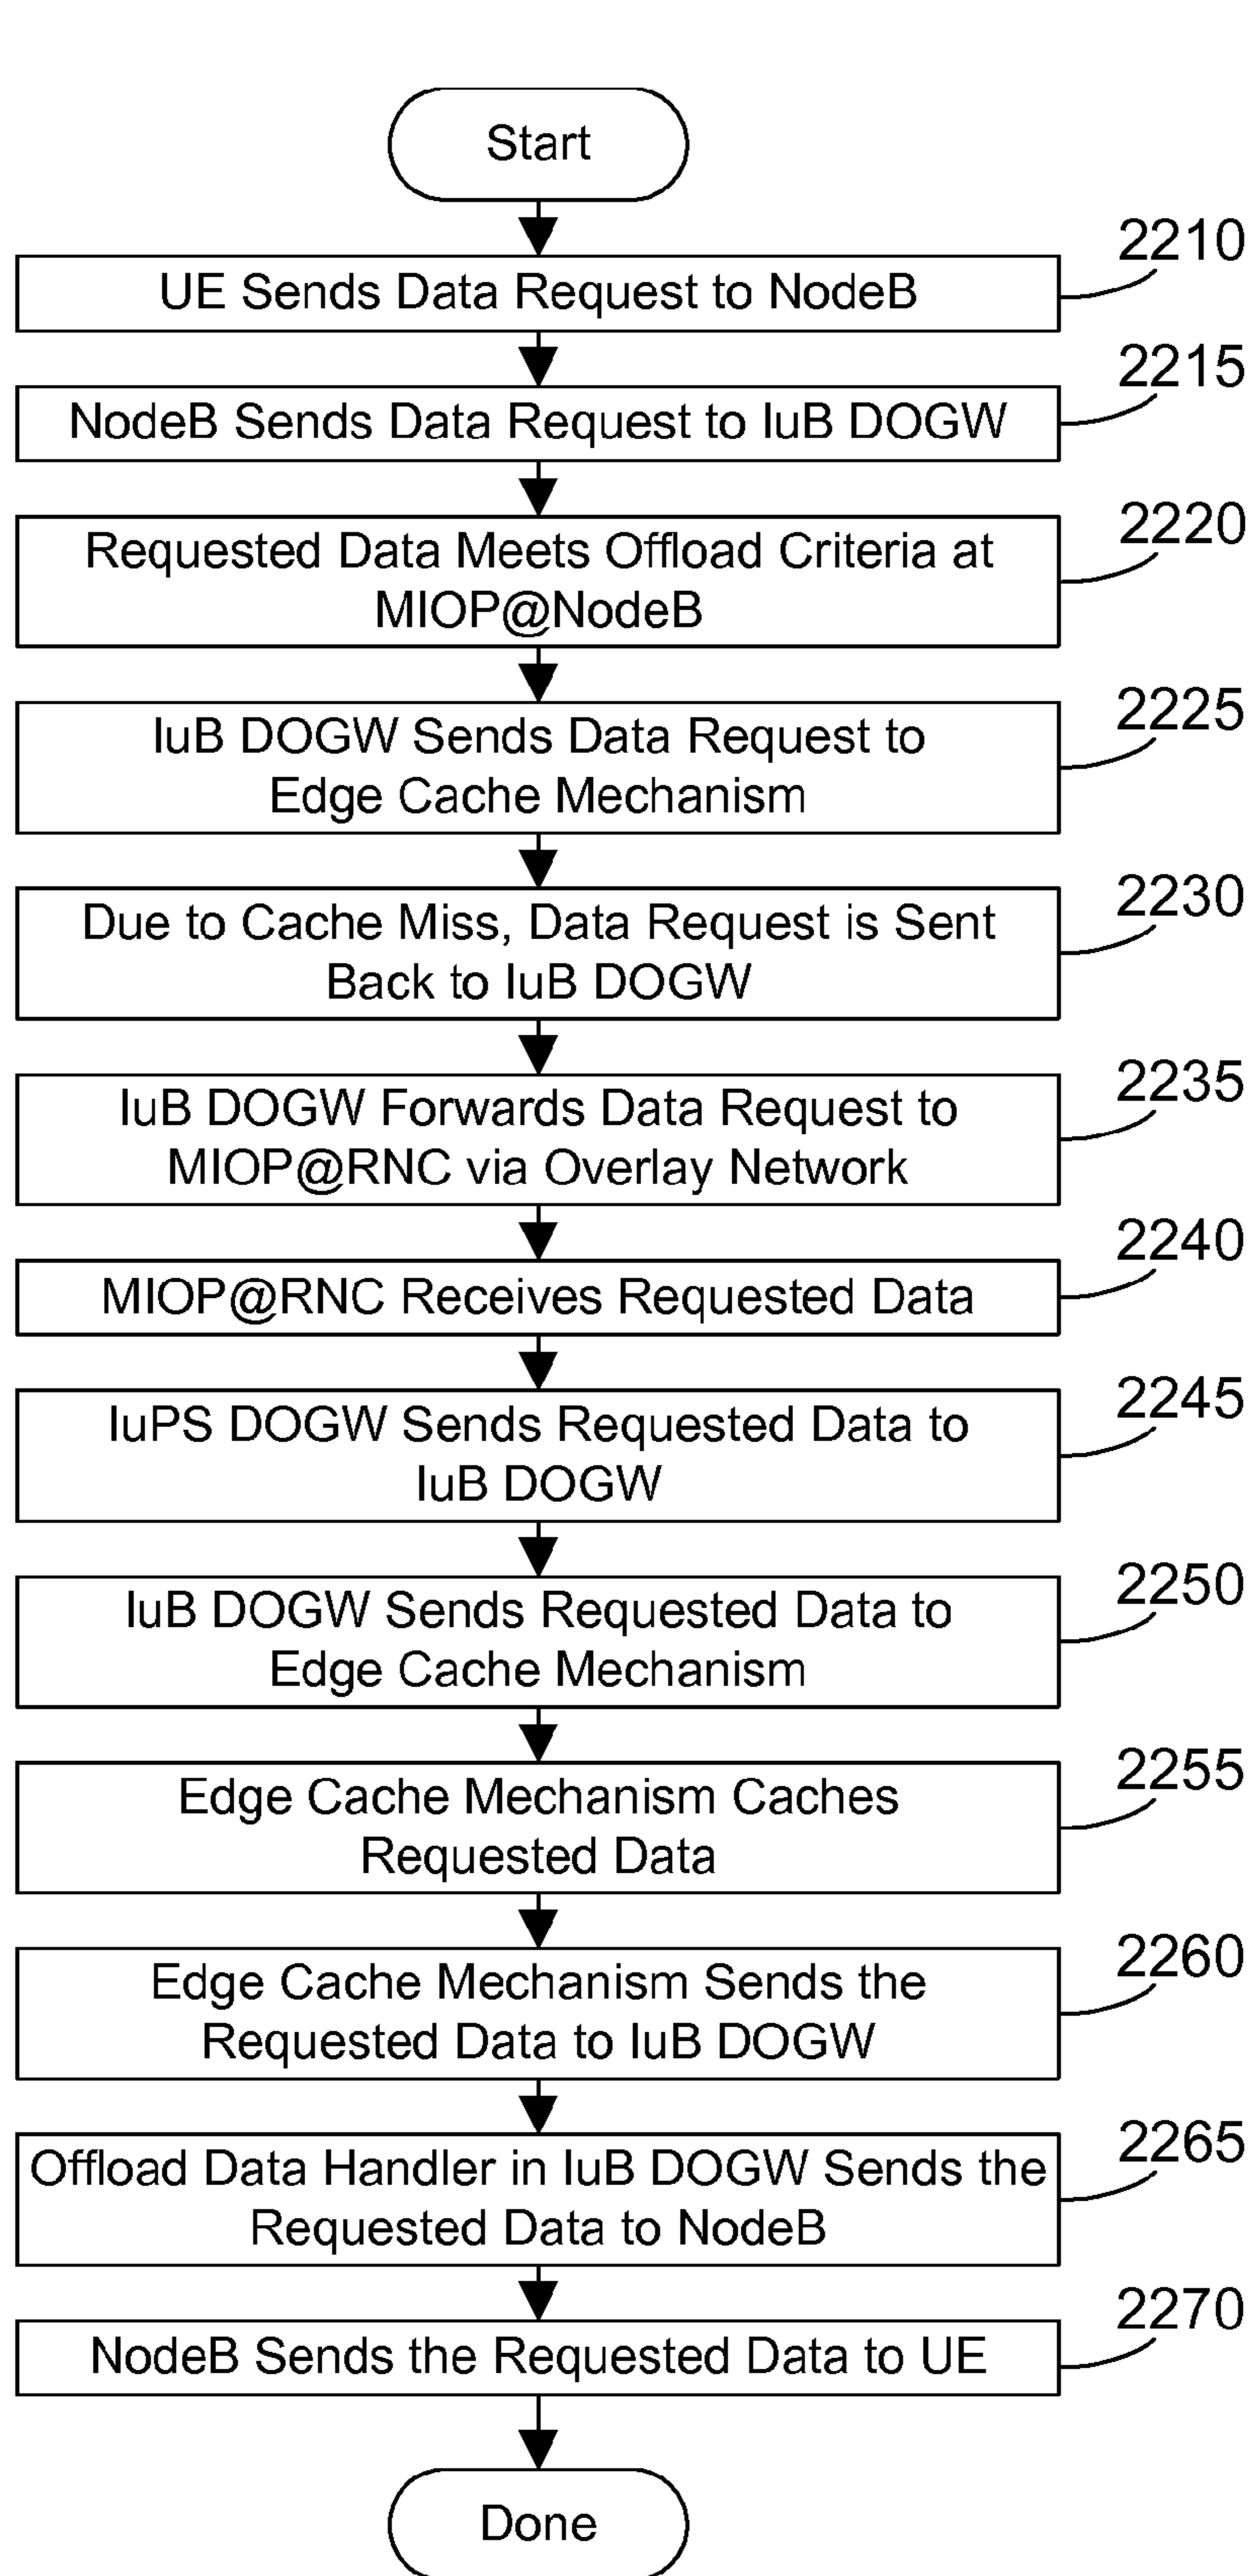 Start
2210
UE Sends Data Request to NodeB
2215
NodeB Sends Data Request to IuB DOGW
2220
Requested Data Meets Offload Criteria at
MIOP@NodeB
2225
IuB DOGW Sends Data Request to
Edge Cache Mechanism
2230
Due to Cache Miss, Data Request is Sent
Back to IuB DOGW
2235
IuB DOGW Forwards Data Request to
MIOP@RNC via Overlay Network
2240
MIOP@RNC Receives Requested Data
2245
IuPS DOGW Sends Requested Data to
IuB DOGW
2250
IuB DOGW Sends Requested Data to
Edge Cache Mechanism
2255
Edge Cache Mechanism Caches
Requested Data
2260
Edge Cache Mechanism Sends the
Requested Data to IuB DOGW
2265
Offload Data Handler in IuB DOGW Sends the
Requested Data to NodeB
2270
NodeB Sends the Requested Data to UE
Done